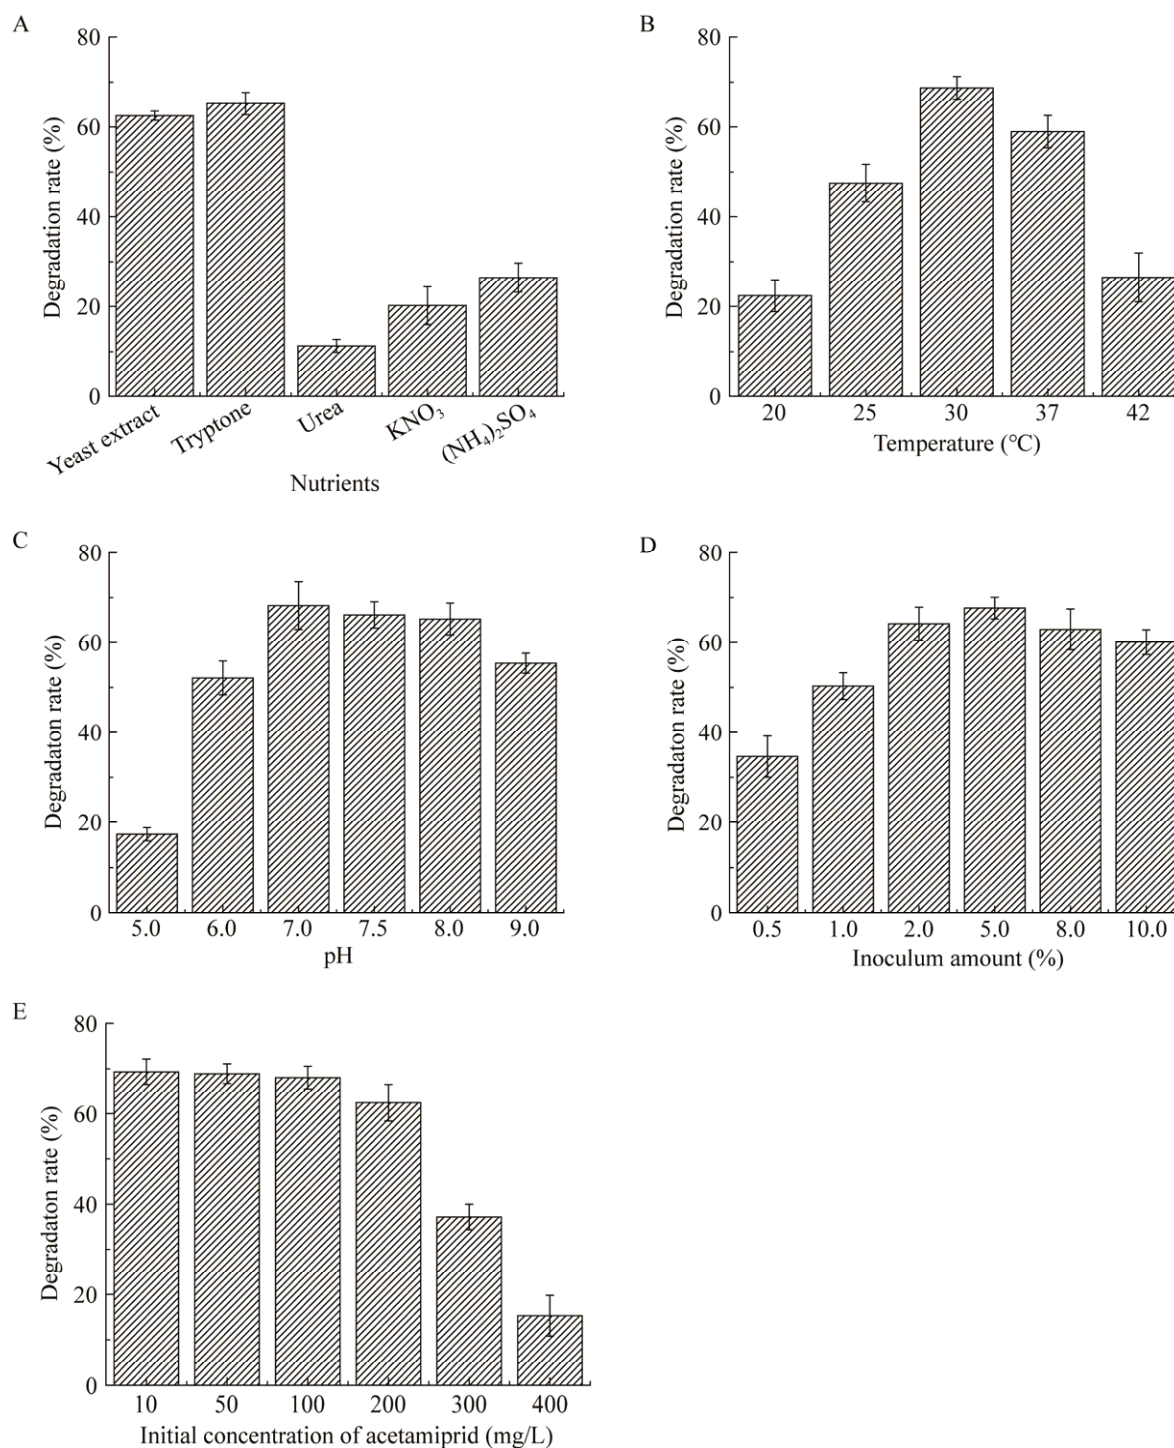 A
Degradation rate (%)
80
60
40
20
0
Yeast extract
Tryptone
Urea
KNO₃
(NH₄)₂SO₄
Nutrients
B
Degradation rate (%)
80
60
40
20
0
20 25 30 37 42
Temperature (°C)
C
Degradaton rate (%)
80
60
40
20
0
5.0 6.0 7.0 7.5 8.0 9.0
pH
D
Degradaton rate (%)
80
60
40
20
0
0.5 1.0 2.0 5.0 8.0 10.0
Inoculum amount (%)
E
Degradaton rate (%)
80
60
40
20
0
10 50 100 200 300 400
Initial concentration of acetamiprid (mg/L)